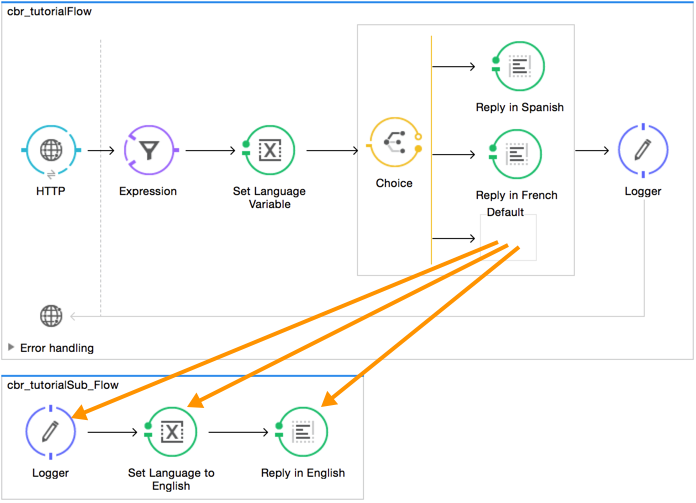 cbr_tutorialFlow
Reply in Spanish
HTTP
Expression
Set Language
Variable
Choice
Reply in French
Default
Logger
Error handling
cbr_tutorialSub_Flow
Logger
Set Language to
English
Reply in English